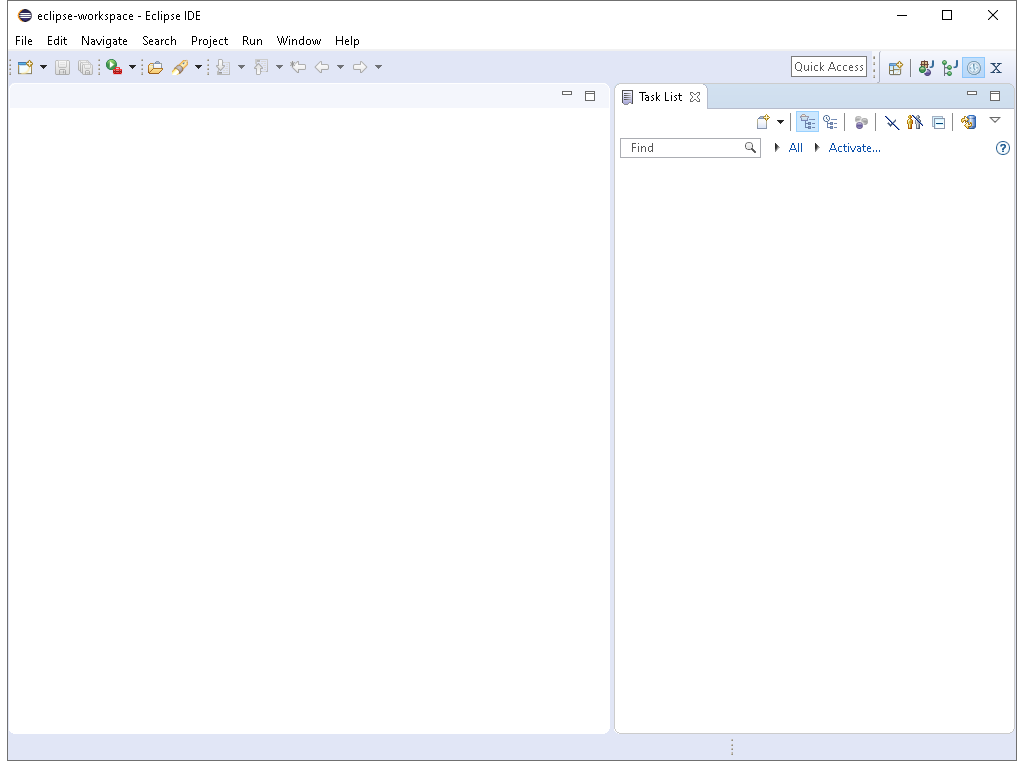 eclipse-workspace - Eclipse IDE
File Edit Navigate Search Project Run Window Help
Quick Access
Task List
Find All Activate...